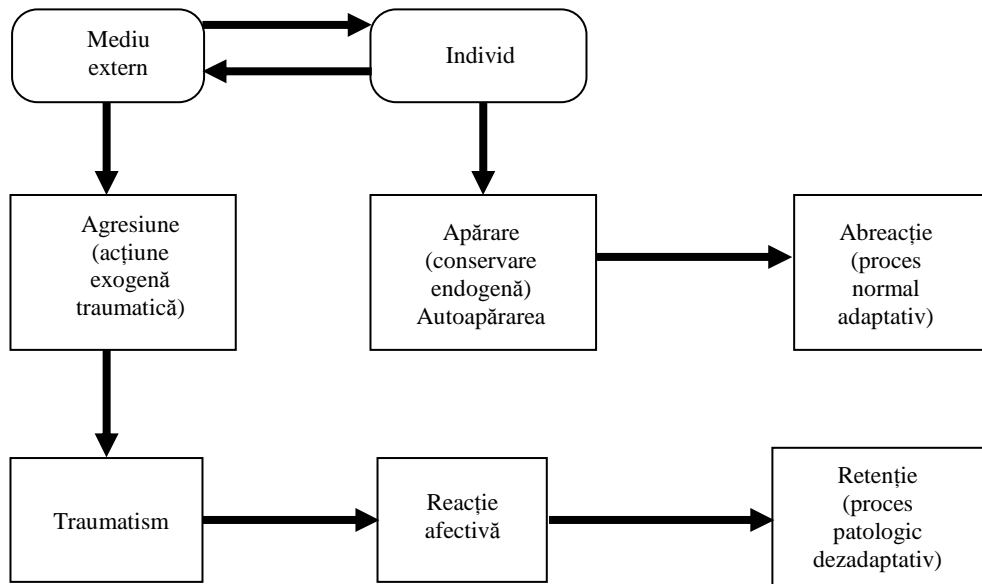 Mediu
extern
Individ
Agresiune
(acțiune
exogenă
traumatică)
Apărare
(conservare
endogenă)
Autoapărarea
Abreacție
(proces
normal
adaptativ)
Traumatism
Reacție
afectivă
Retenție
(proces
patologic
dezadaptativ)